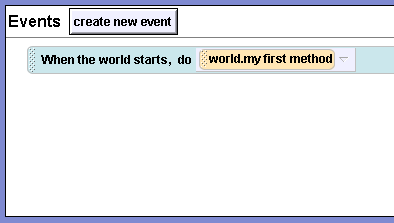 Events create new event
When the world starts, do world.my first method